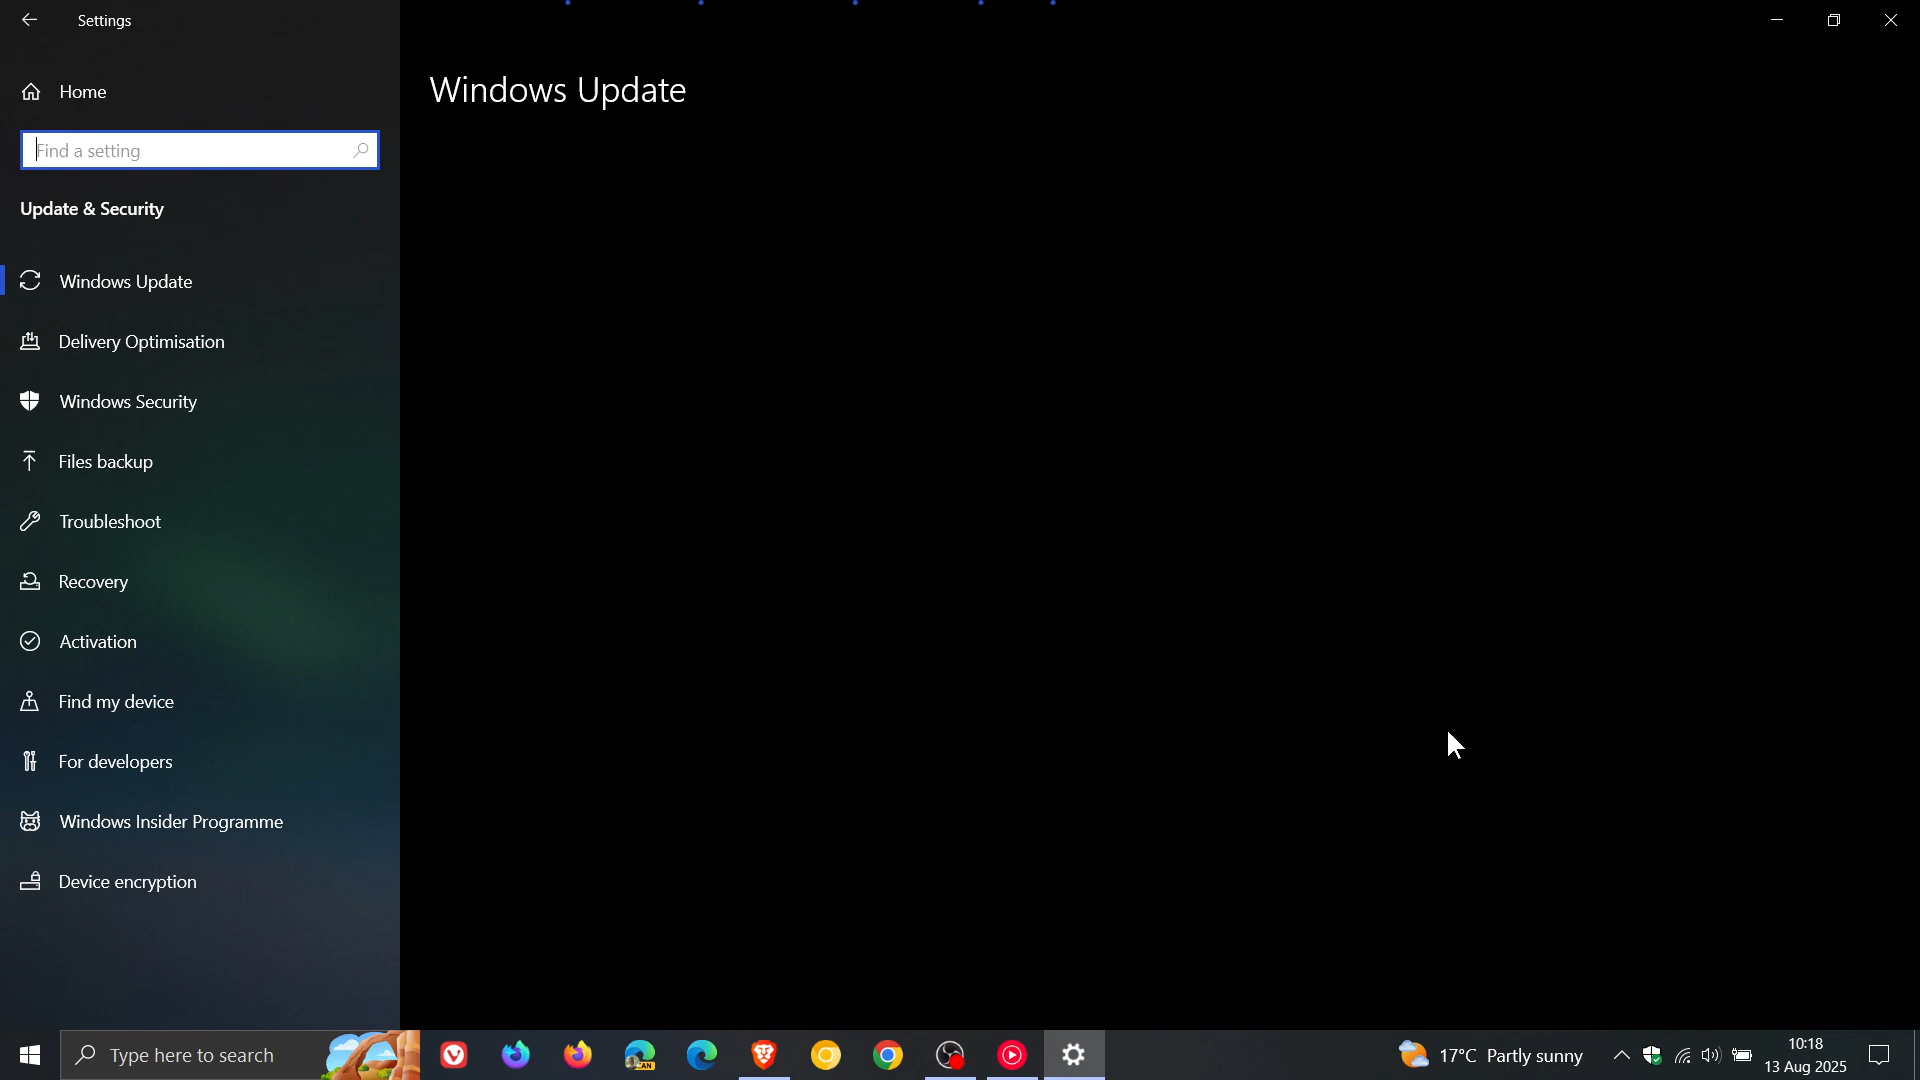 Settings
Home
Find a setting
Update & Security
Windows Update
Delivery Optimisation
Windows Security
Files backup
Troubleshoot
Recovery
Activation
Find my device
For developers
Windows Insider Programme
Device encryption
Windows Update
Type here to search
CAN
17°C Partly sunny
10:18
13 Aug 2025